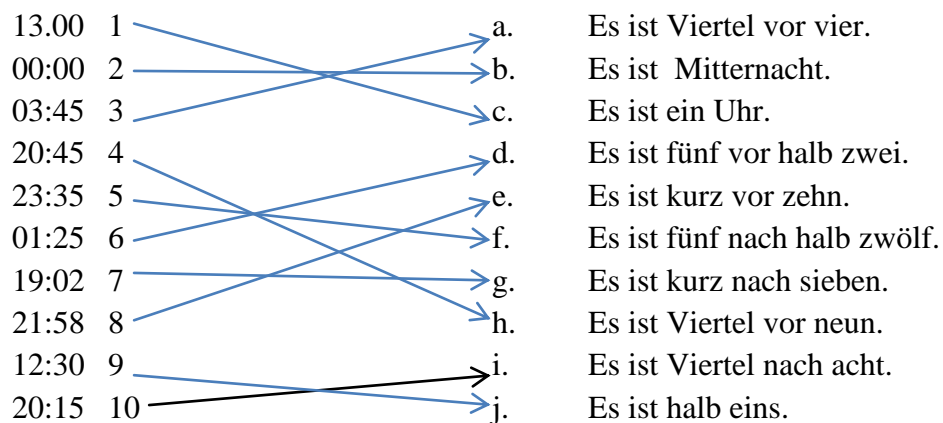 13.00 1 a. Es ist Viertel vor vier.
00:00 2 b. Es ist Mitternacht.
03:45 3 c. Es ist ein Uhr.
20:45 4 d. Es ist fünf vor halb zwei.
23:35 5 e. Es ist kurz vor zehn.
01:25 6 f. Es ist fünf nach halb zwölf.
19:02 7 g. Es ist kurz nach sieben.
21:58 8 h. Es ist Viertel vor neun.
12:30 9 i. Es ist Viertel nach acht.
20:15 10 j. Es ist halb eins.